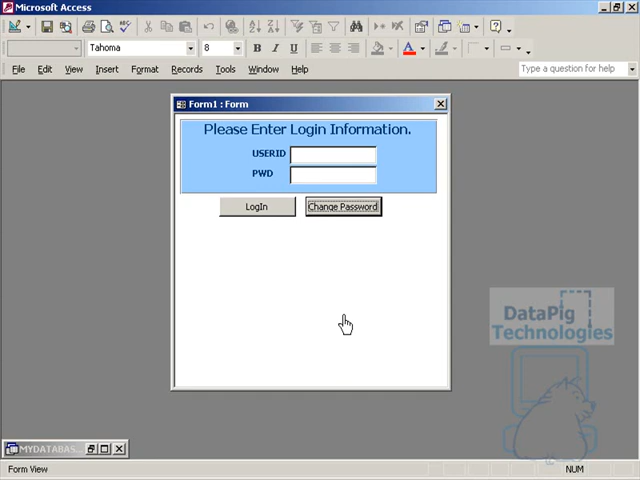 Microsoft Access
Tahoma 8 B I U A
File Edit View Insert Format Records Tools Window Help Type a question for help
Form1 : Form
Please Enter Login Information.
USERID
PWD
LogIn Change Password
DataPig
Technologies
MYDATABAS...
Form View NUM